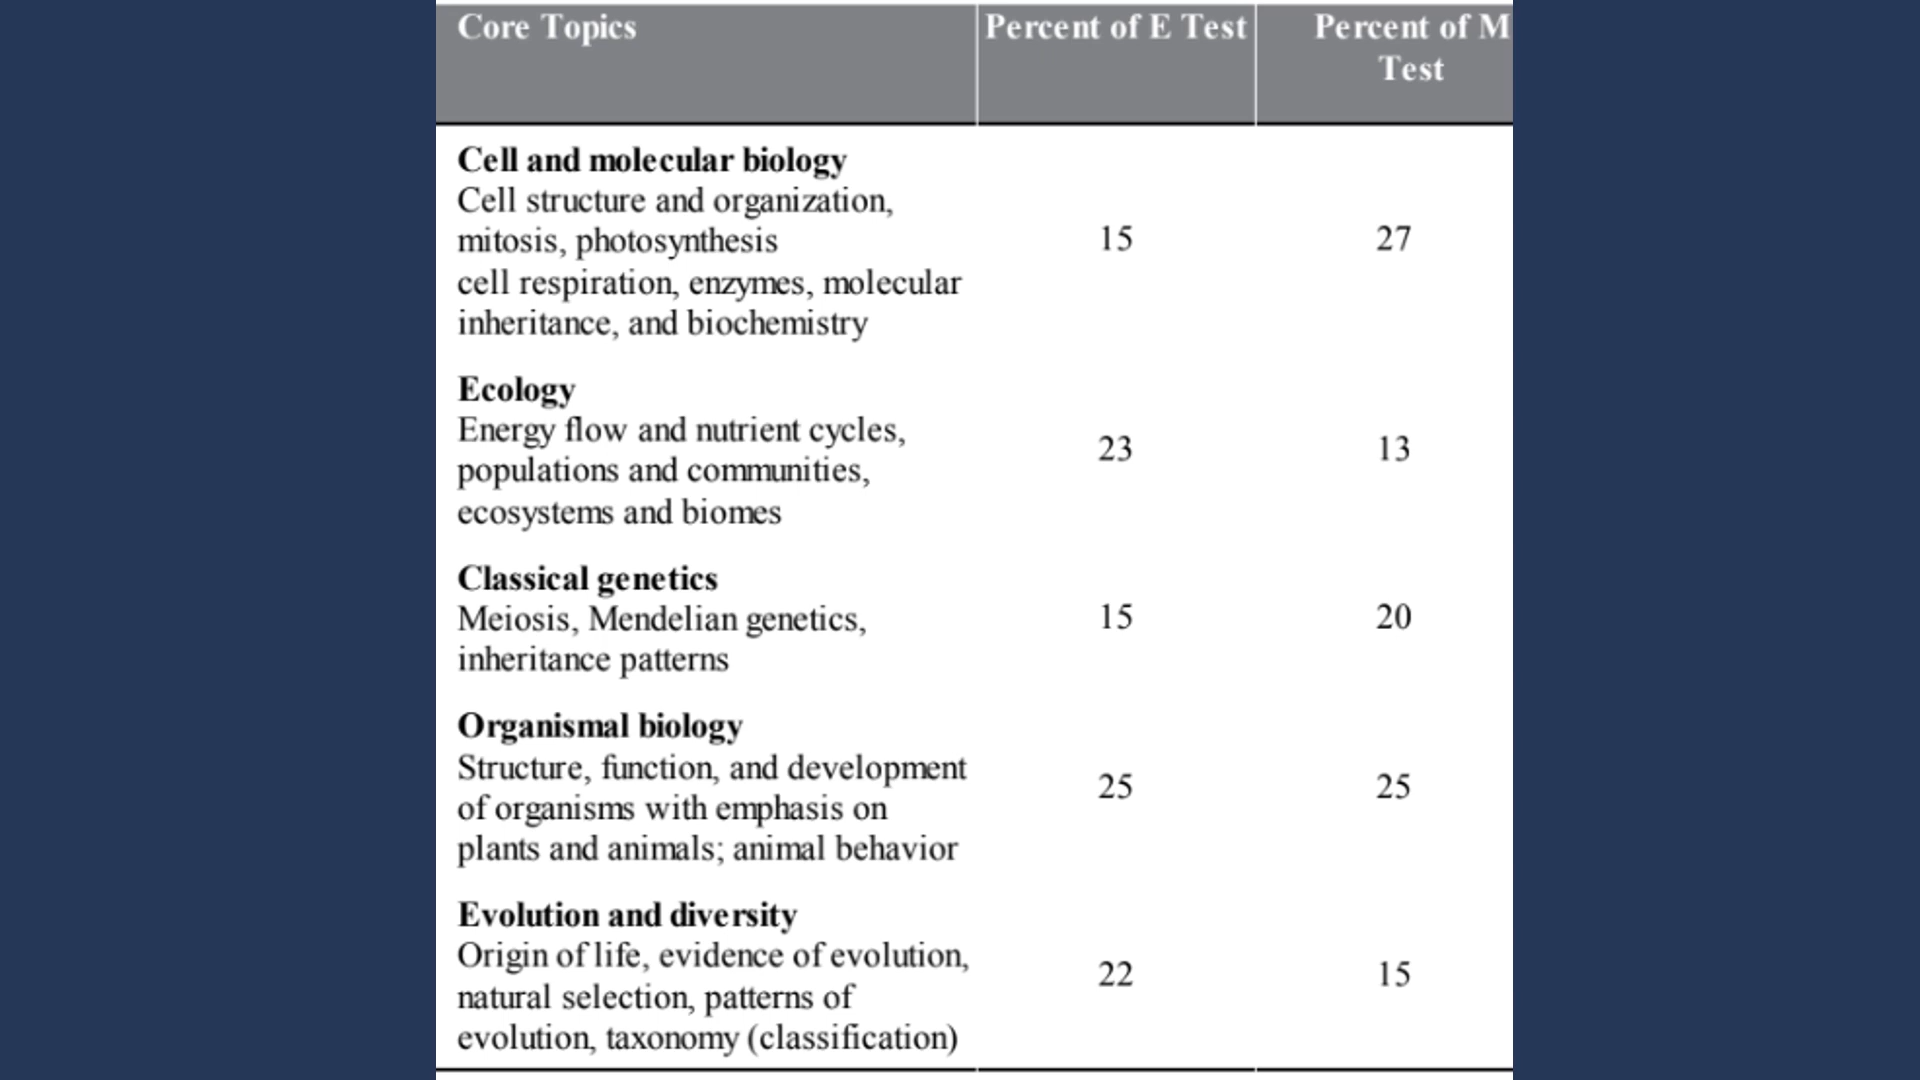 Core Topics Percent of E Test Percent of M
Test
Cell and molecular biology
Cell structure and organization,
mitosis, photosynthesis 15 27
cell respiration, enzymes, molecular
inheritance, and biochemistry
Ecology
Energy flow and nutrient cycles,
populations and communities, 23 13
ecosystems and biomes
Classical genetics
Meiosis, Mendelian genetics, 15 20
inheritance patterns
Organismal biology
Structure, function, and development
of organisms with emphasis on 25 25
plants and animals; animal behavior
Evolution and diversity
Origin of life, evidence of evolution,
natural selection, patterns of 22 15
evolution, taxonomy (classification)